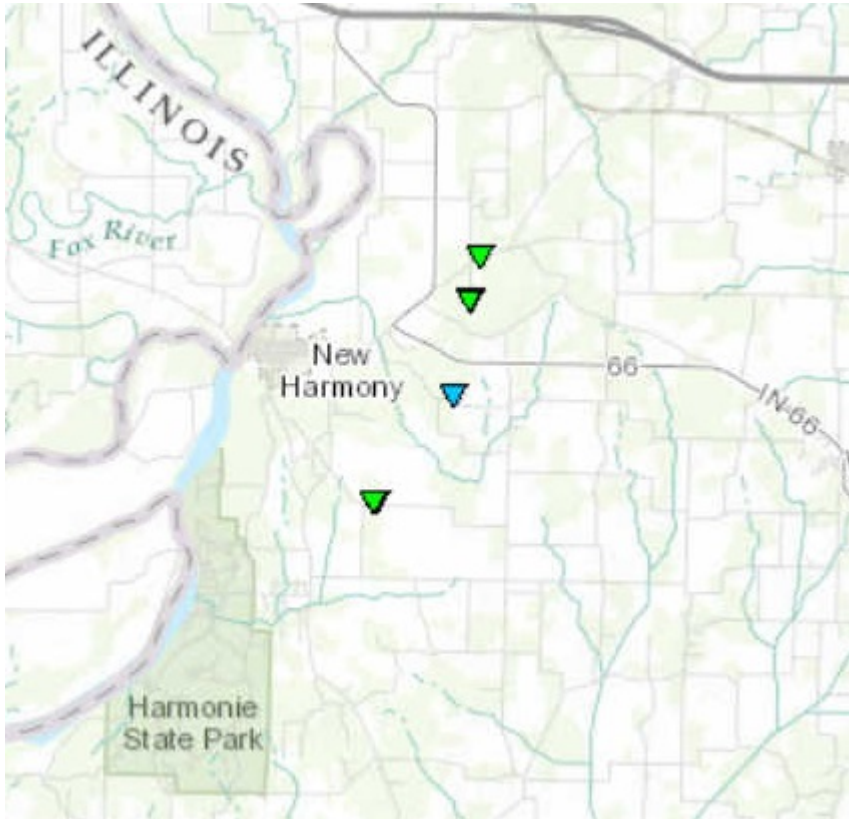 ILLINOIS
Fox River
New
Harmony
66
IN-66
Harmonie
State Park